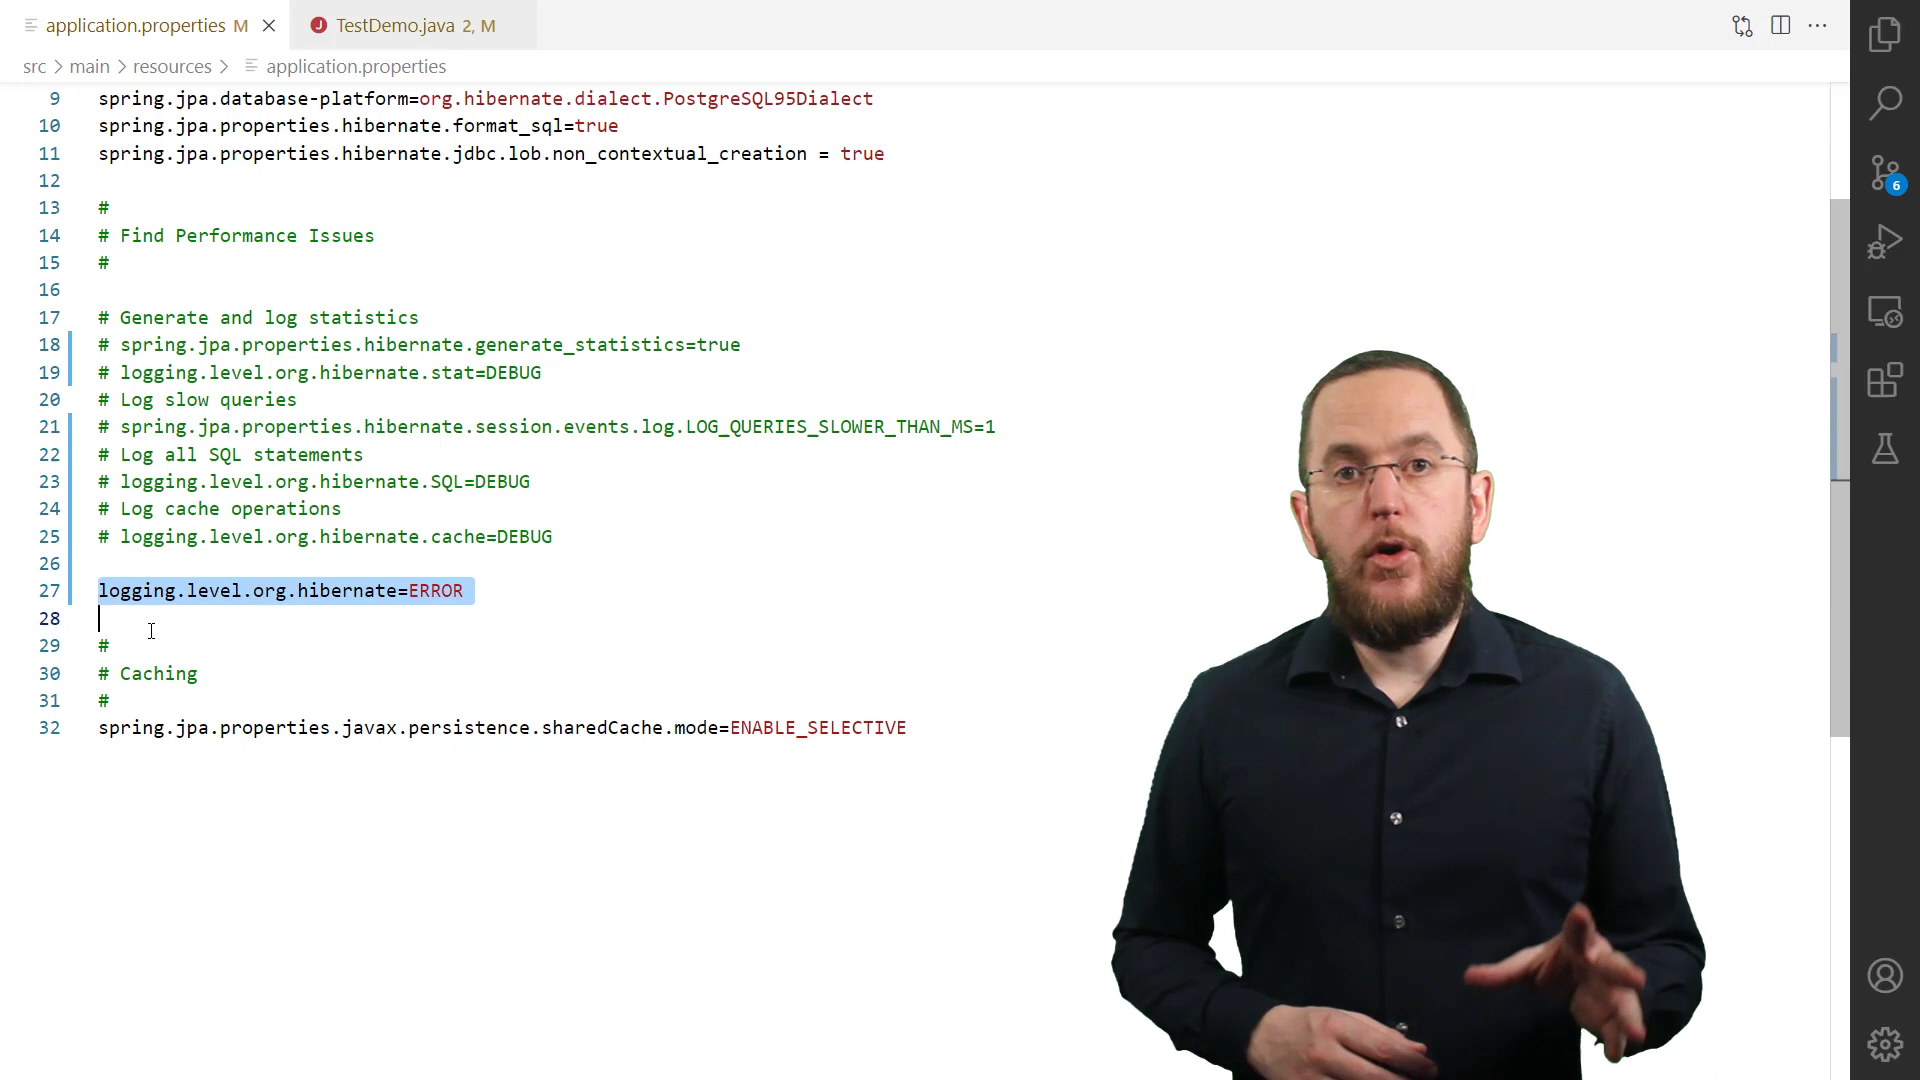 application.properties M
TestDemo.java 2, M
src > main > resources > application.properties
9 spring.jpa.database-platform=org.hibernate.dialect.PostgreSQL95Dialect
10 spring.jpa.properties.hibernate.format_sql=true
11 spring.jpa.properties.hibernate.jdbc.lob.non_contextual_creation = true
12
13 #
14 # Find Performance Issues
15 #
16
17 # Generate and log statistics
18 # spring.jpa.properties.hibernate.generate_statistics=true
19 # logging.level.org.hibernate.stat=DEBUG
20 # Log slow queries
21 # spring.jpa.properties.hibernate.session.events.log.LOG_QUERIES_SLOWER_THAN_MS=1
22 # Log all SQL statements
23 # logging.level.org.hibernate.SQL=DEBUG
24 # Log cache operations
25 # logging.level.org.hibernate.cache=DEBUG
26
27 logging.level.org.hibernate=ERROR
28
29 #
30 # Caching
31 #
32 spring.jpa.properties.javax.persistence.sharedCache.mode=ENABLE_SELECTIVE
6